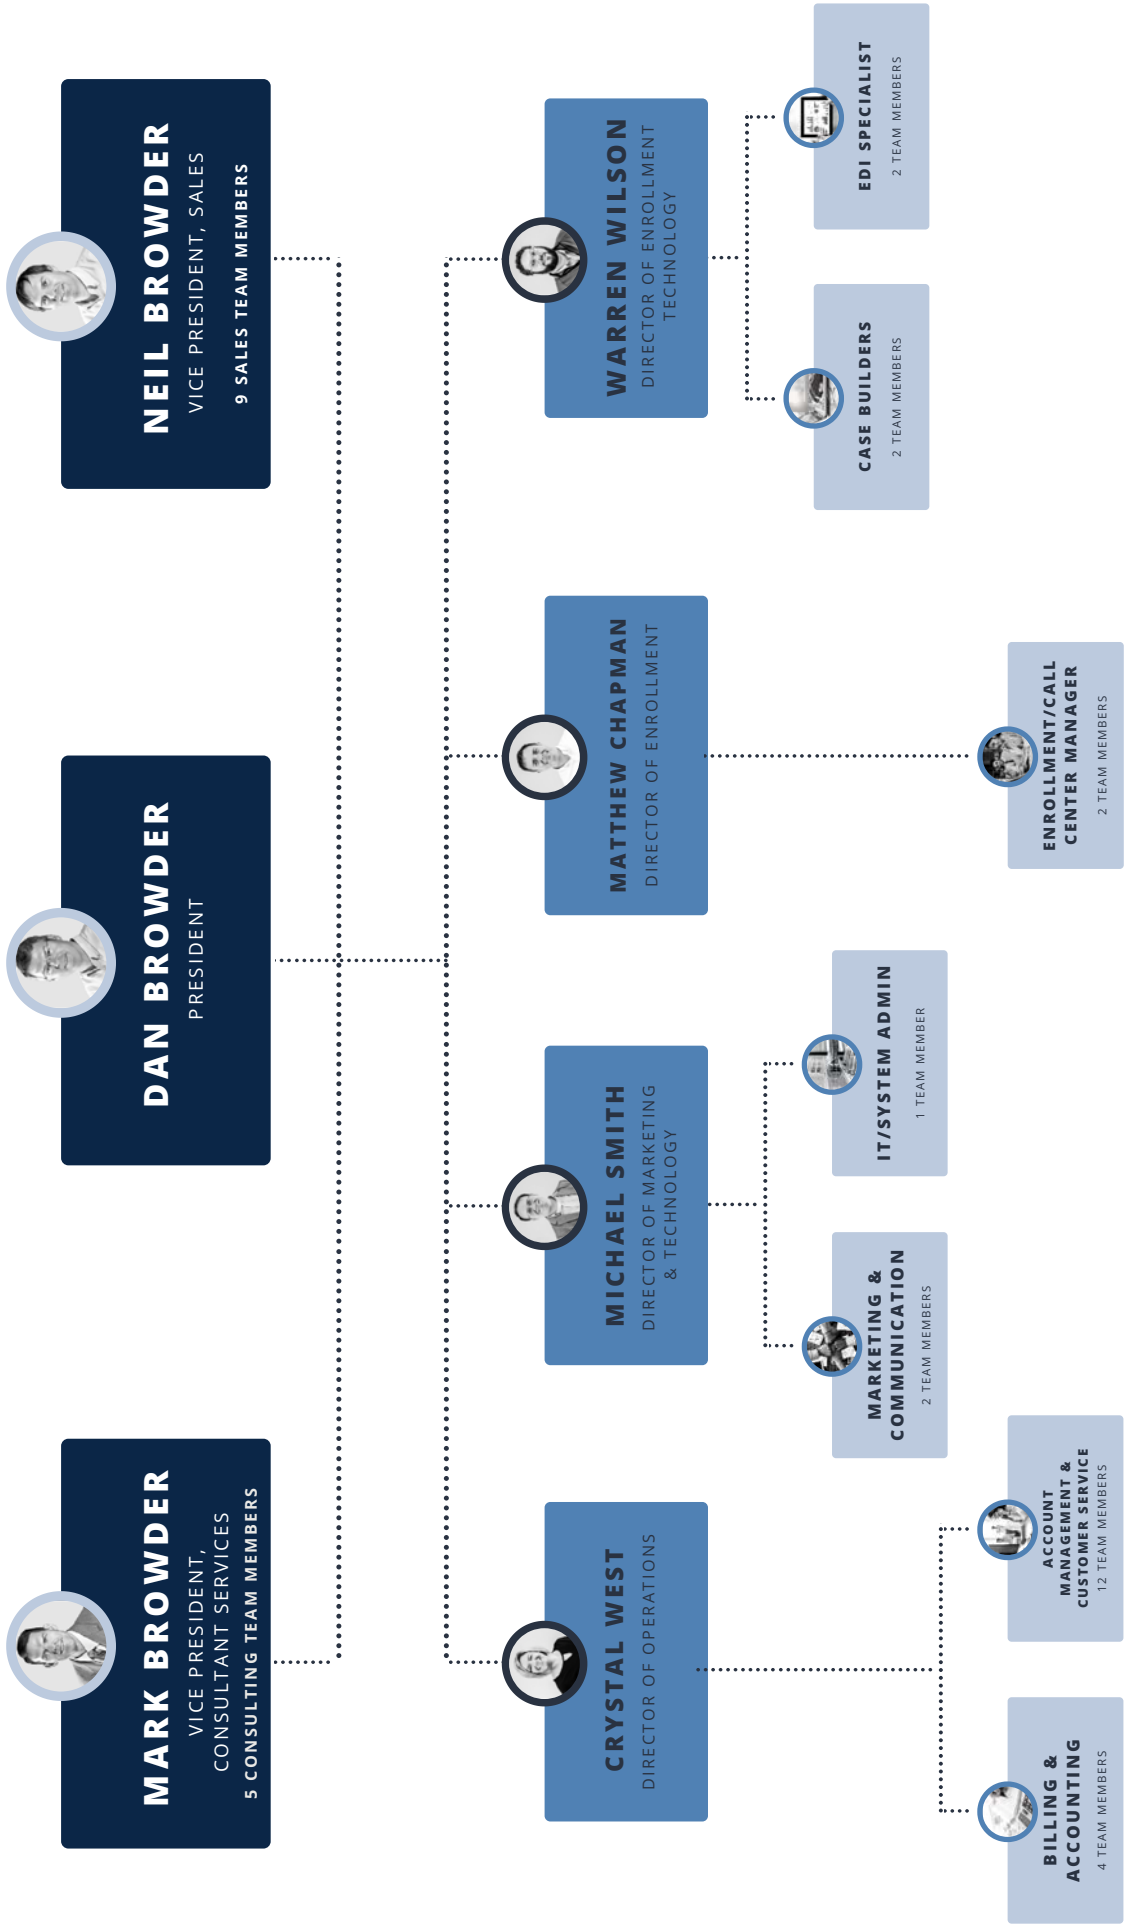 MARK BROWDER
VICE PRESIDENT,
CONSULTANT SERVICES
5 CONSULTING TEAM MEMBERS
DAN BROWDER
PRESIDENT
NEIL BROWDER
VICE PRESIDENT, SALES
9 SALES TEAM MEMBERS
CRYSTAL WEST
DIRECTOR OF OPERATIONS
MICHAEL SMITH
DIRECTOR OF MARKETING
& TECHNOLOGY
MATTHEW CHAPMAN
DIRECTOR OF ENROLLMENT
WARREN WILSON
DIRECTOR OF ENROLLMENT
TECHNOLOGY
MARKETING &
COMMUNICATION
2 TEAM MEMBERS
IT/SYSTEM ADMIN
1 TEAM MEMBER
CASE BUILDERS
2 TEAM MEMBERS
EDI SPECIALIST
2 TEAM MEMBERS
BILLING &
ACCOUNTING
4 TEAM MEMBERS
ACCOUNT
MANAGEMENT &
CUSTOMER SERVICE
12 TEAM MEMBERS
ENROLLMENT/CALL
CENTER MANAGER
2 TEAM MEMBERS